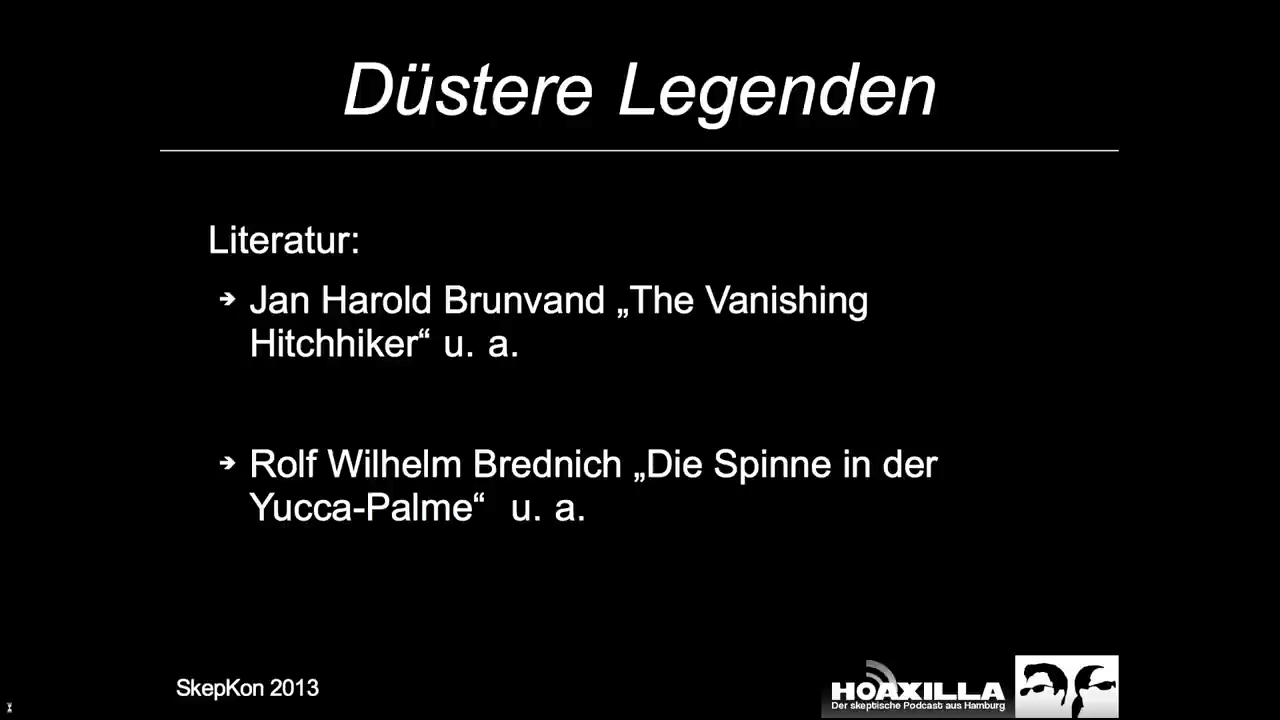 Düstere Legenden
Literatur:
➔ Jan Harold Brunvand „The Vanishing
Hitchhiker“ u. a.
➔ Rolf Wilhelm Brednich „Die Spinne in der
Yucca-Palme“ u. a.
SkepKon 2013
HOAXILLA
Der skeptische Podcast aus Hamburg